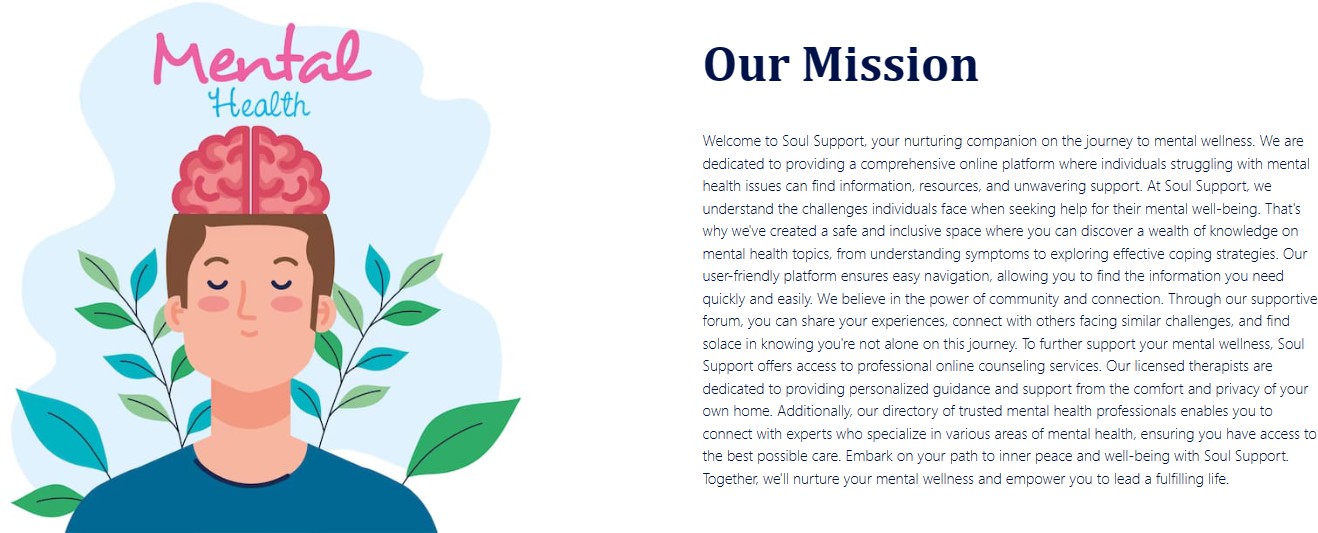 Mental
Health
Our Mission
Welcome to Soul Support, your nurturing companion on the journey to mental wellness. We are
dedicated to providing a comprehensive online platform where individuals struggling with mental
health issues can find information, resources, and unwavering support. At Soul Support, we
understand the challenges individuals face when seeking help for their mental well-being. That's
why we've created a safe and inclusive space where you can discover a wealth of knowledge on
mental health topics, from understanding symptoms to exploring effective coping strategies. Our
user-friendly platform ensures easy navigation, allowing you to find the information you need
quickly and easily. We believe in the power of community and connection. Through our supportive
forum, you can share your experiences, connect with others facing similar challenges, and find
solace in knowing you're not alone on this journey. To further support your mental wellness, Soul
Support offers access to professional online counseling services. Our licensed therapists are
dedicated to providing personalized guidance and support from the comfort and privacy of your
own home. Additionally, our directory of trusted mental health professionals enables you to
connect with experts who specialize in various areas of mental health, ensuring you have access to
the best possible care. Embark on your path to inner peace and well-being with Soul Support.
Together, we'll nurture your mental wellness and empower you to lead a fulfilling life.